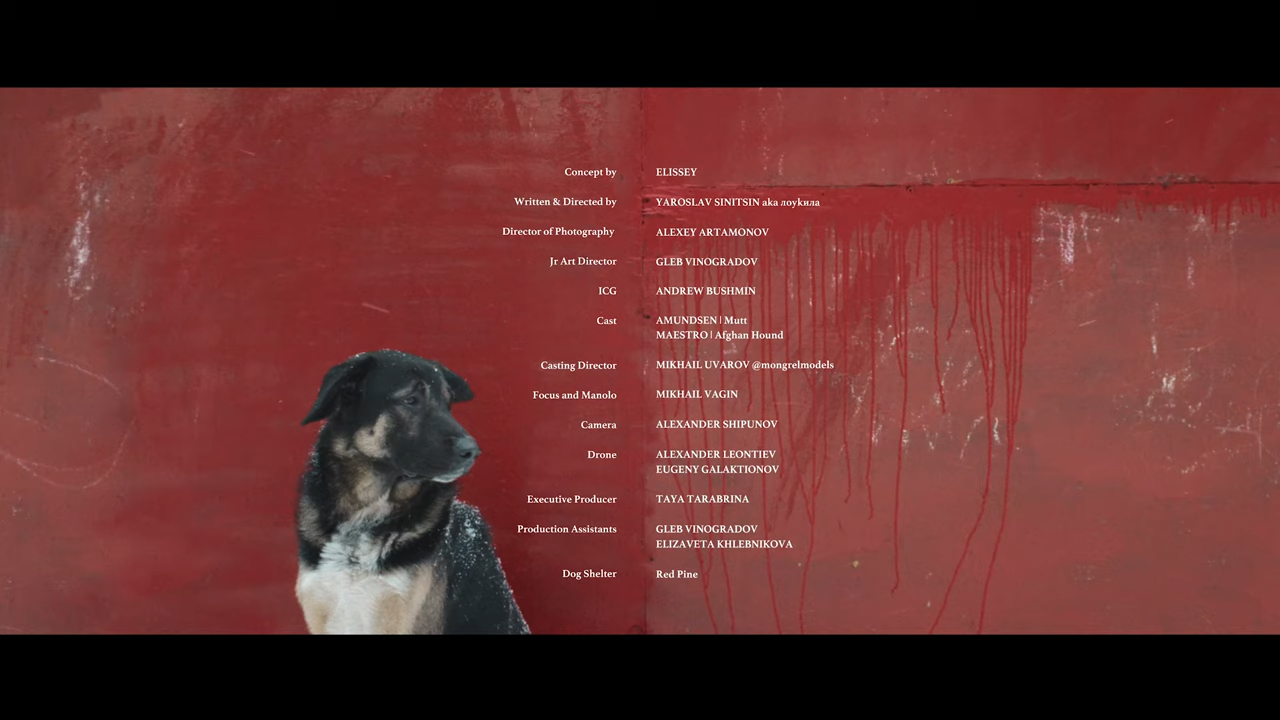 Concept by ELISSEY
Written & Directed by YAROSLAV SINITSIN aka лоykилa
Director of Photography ALEXEY ARTAMONOV
Jr Art Director GLEB VINOGRADOV
ICG ANDREW BUSHMIN
Cast AMUNDSEN | Mutt
MAESTRO | Afghan Hound
Casting Director MIKHAIL UVAROV @mongrelmodels
Focus and Manolo MIKHAIL VAGIN
Camera ALEXANDER SHIPUNOV
Drone ALEXANDER LEONTIEV
EUGENY GALAKTIONOV
Executive Producer TAYA TARABRINA
Production Assistants GLEB VINOGRADOV
ELIZAVETA KHLEBNIKOVA
Dog Shelter Red Pine